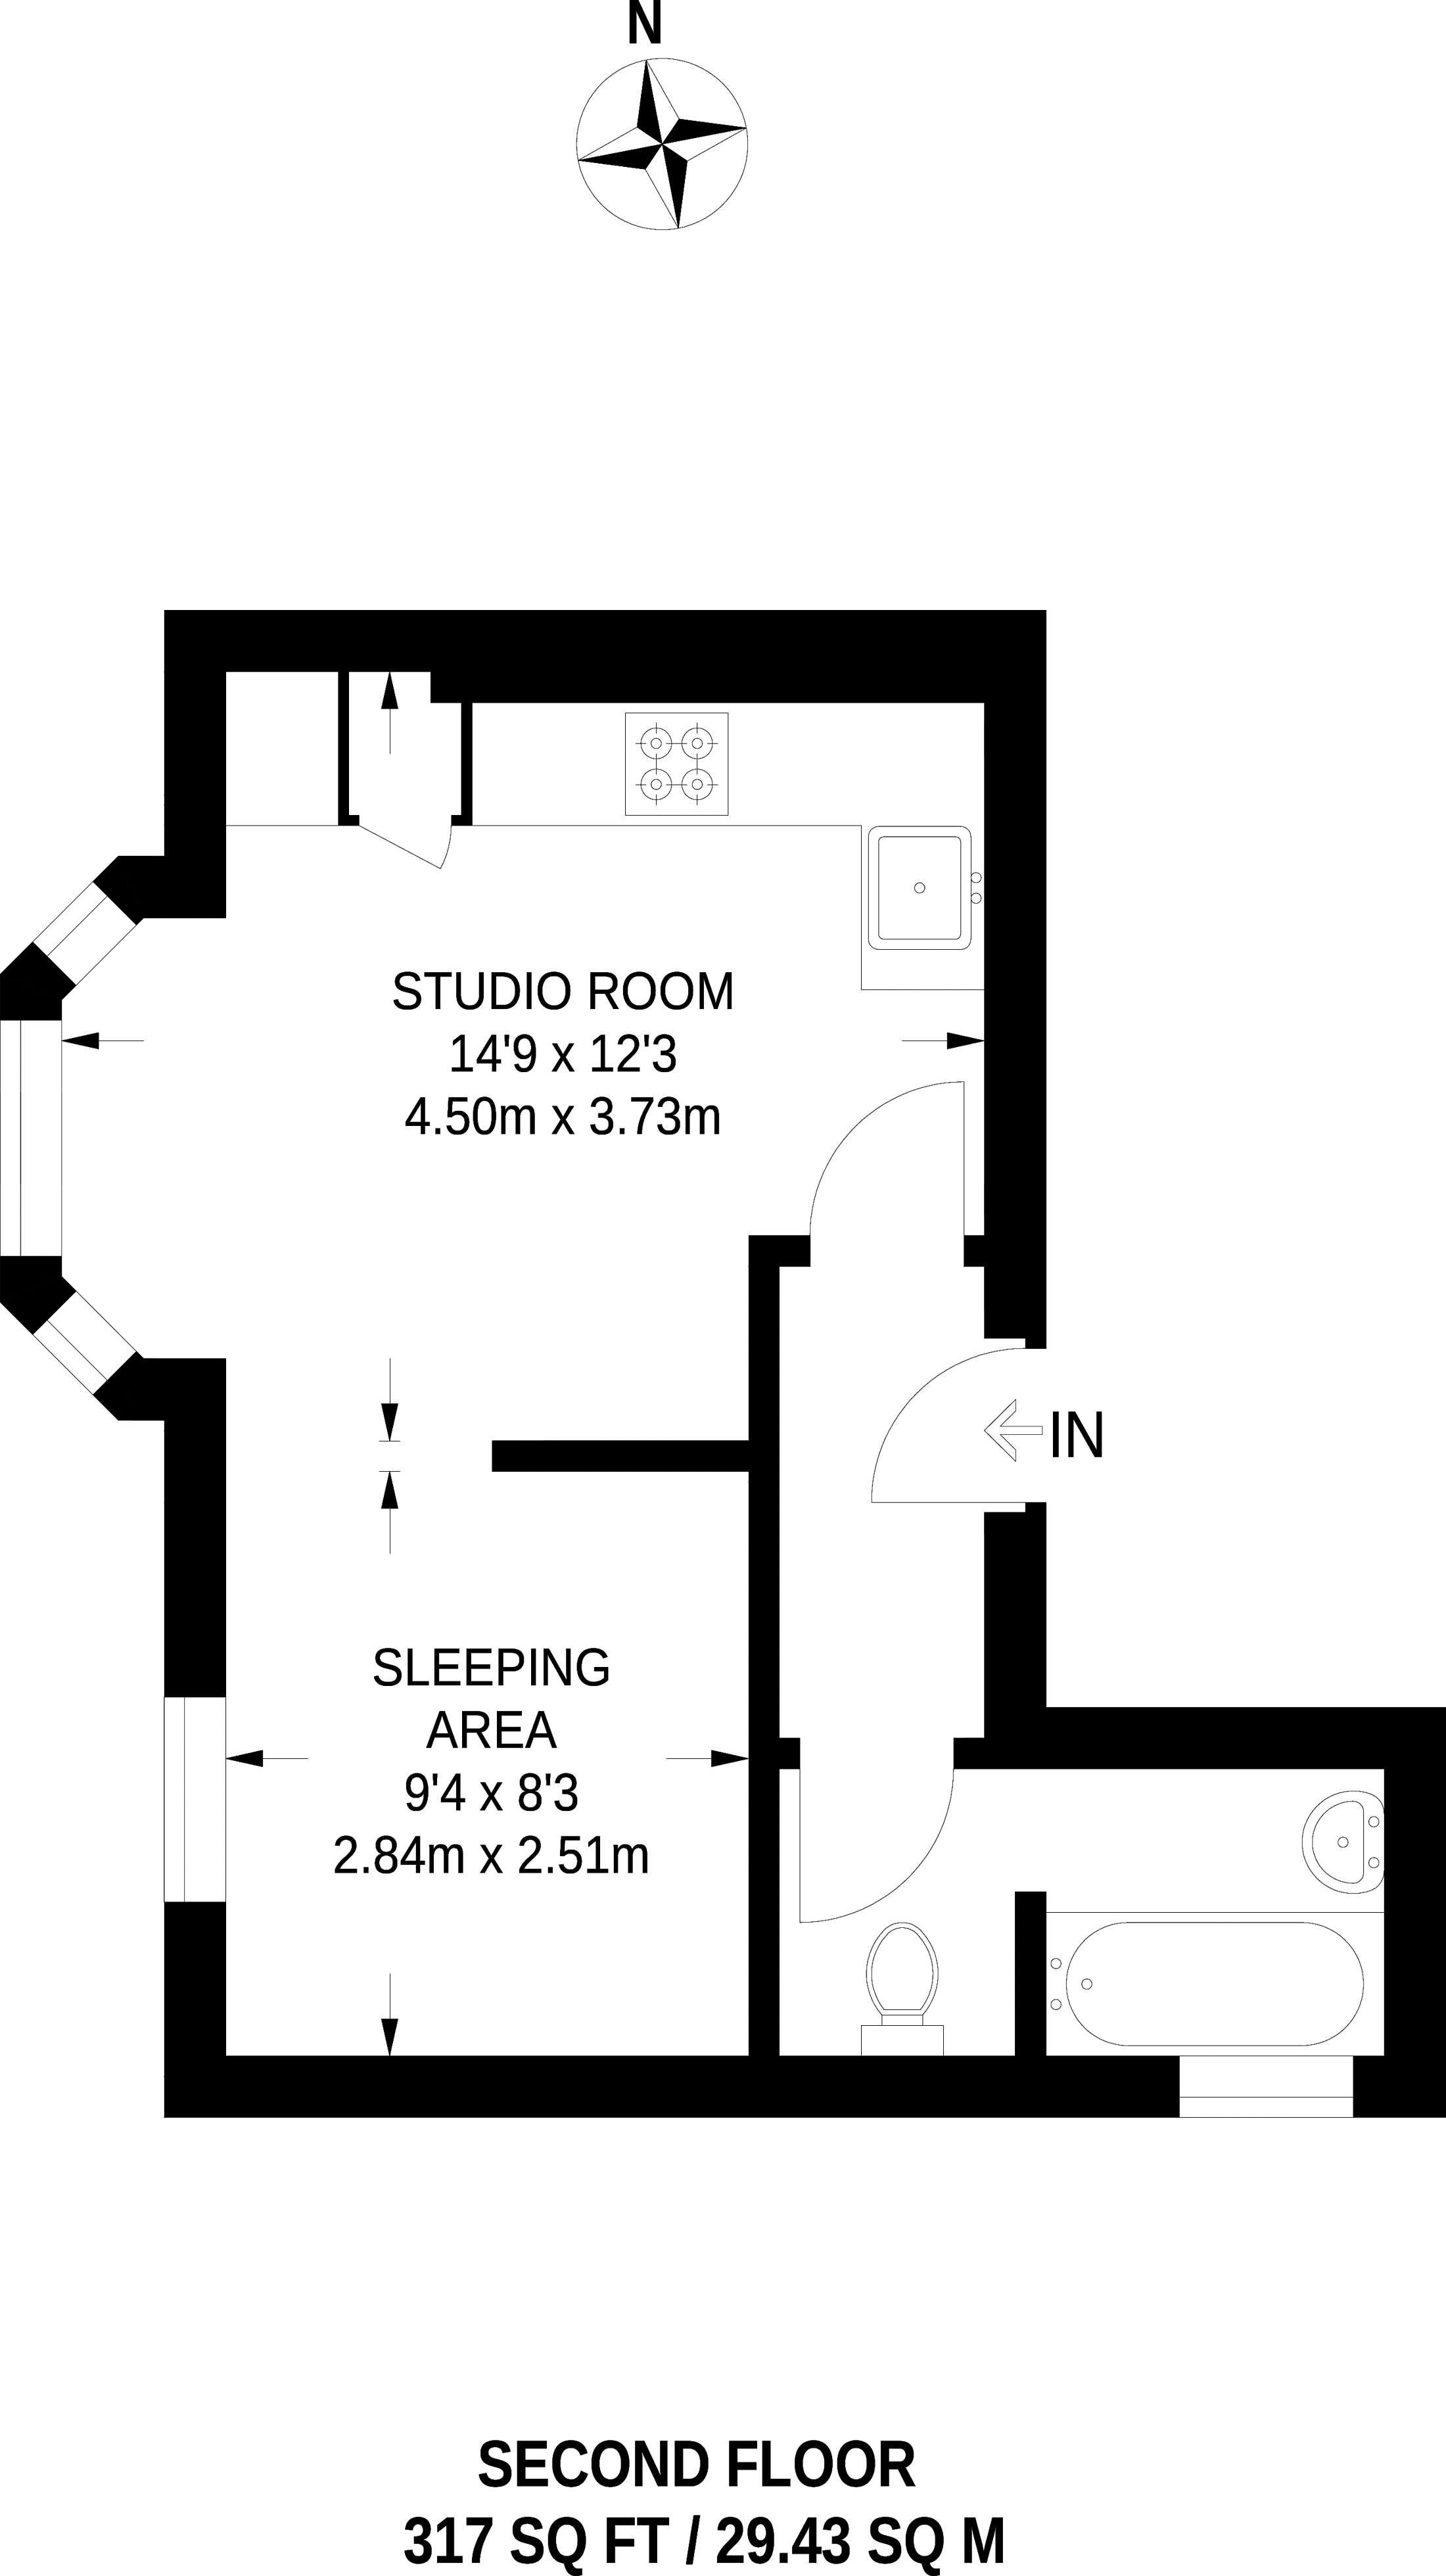 N
STUDIO ROOM
14'9 x 12'3
4.50m x 3.73m
IN
SLEEPING
AREA
9'4 x 8'3
2.84m x 2.51m
SECOND FLOOR
317 SQ FT / 29.43 SQ M